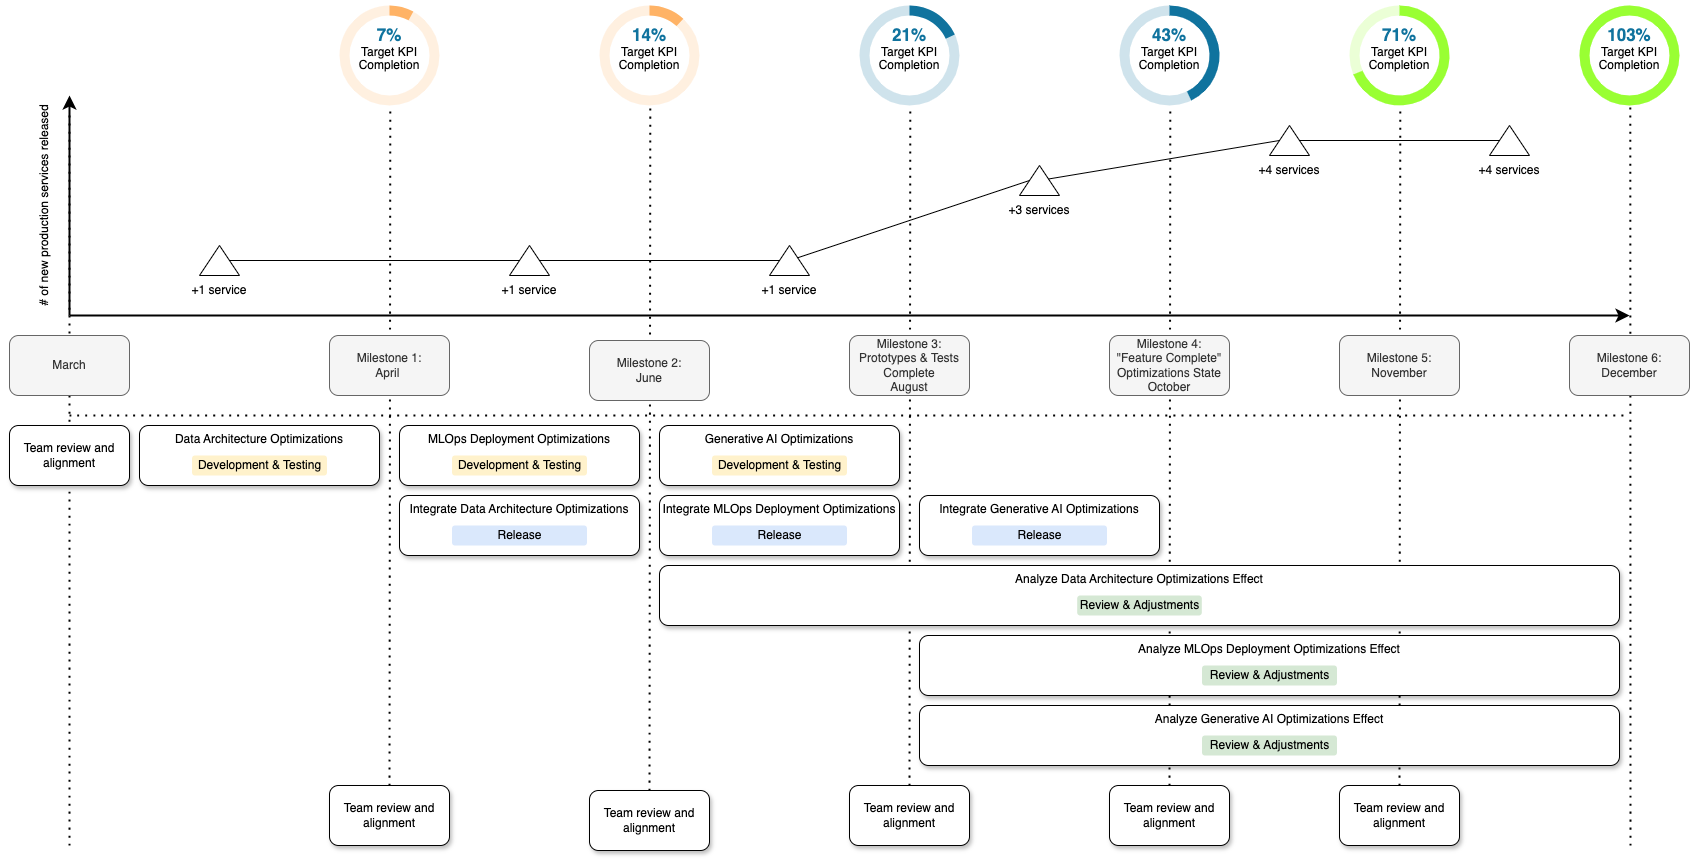 7%
Target KPI
Completion
14%
Target KPI
Completion
21%
Target KPI
Completion
43%
Target KPI
Completion
71%
Target KPI
Completion
103%
Target KPI
Completion
# of new production services released
+1 service
+1 service
+1 service
+3 services
+4 services
+4 services
March
Milestone 1:
April
Milestone 2:
June
Milestone 3:
Prototypes & Tests
Complete
August
Milestone 4:
"Feature Complete"
Optimizations State
October
Milestone 5:
November
Milestone 6:
December
Team review and
alignment
Data Architecture Optimizations
Development & Testing
MLOps Deployment Optimizations
Development & Testing
Generative AI Optimizations
Development & Testing
Integrate Data Architecture Optimizations
Release
Integrate MLOps Deployment Optimizations
Release
Integrate Generative AI Optimizations
Release
Analyze Data Architecture Optimizations Effect
Review & Adjustments
Analyze MLOps Deployment Optimizations Effect
Review & Adjustments
Analyze Generative AI Optimizations Effect
Review & Adjustments
Team review and
alignment
Team review and
alignment
Team review and
alignment
Team review and
alignment
Team review and
alignment